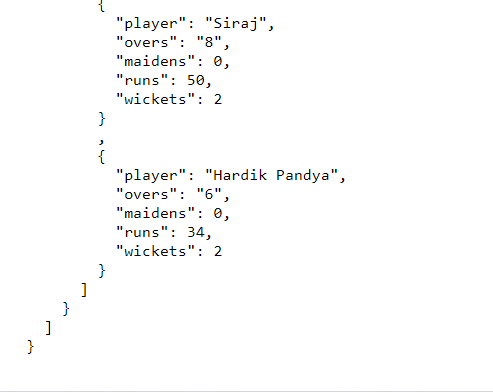 {
"player": "Siraj",
"overs": "8",
"maidens": 0,
"runs": 50,
"wickets": 2
}
,
{
"player": "Hardik Pandya",
"overs": "6",
"maidens": 0,
"runs": 34,
"wickets": 2
}
]
}
]
}